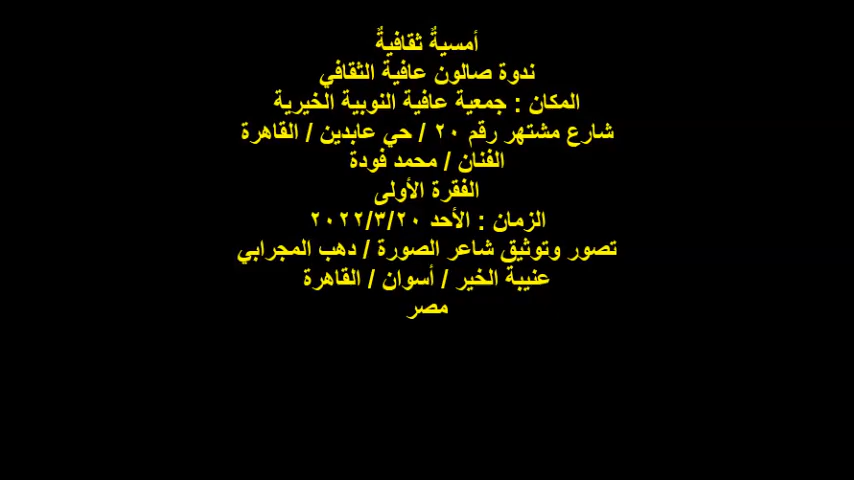 أمسيةٌ ثقافيةٌ
ندوة صالون عافية الثقافي
المكان : جمعية عافية النوبية الخيرية
شارع مشتهر رقم ٢٠ / حي عابدين / القاهرة
الفنان / محمد فودة
الفقرة الأولى
الزمان : الأحد ٢٠٢٢/٣/٢٠
تصور وتوثيق شاعر الصورة / دهب المجرابي
عنيبة الخير / أسوان / القاهرة
مصر